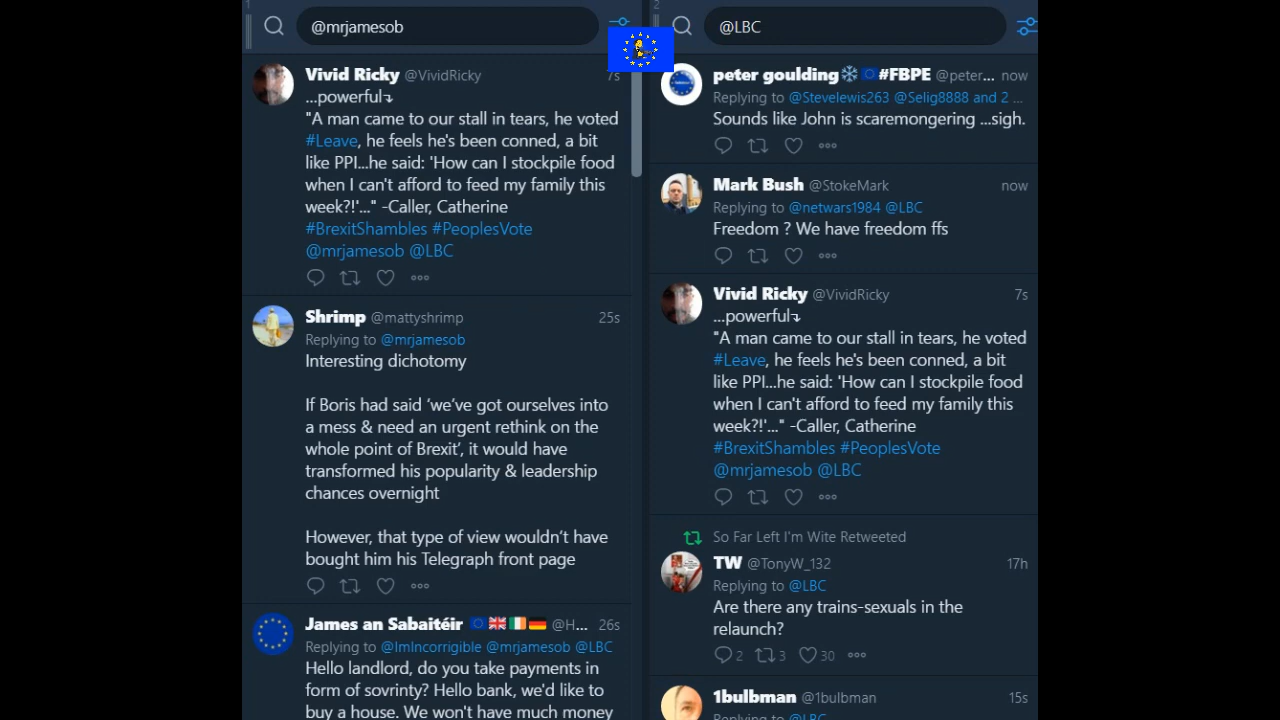 1
@mrjamesob
Vivid Ricky @VividRicky 7s
...powerful⤵
"A man came to our stall in tears, he voted
#Leave, he feels he's been conned, a bit
like PPI...he said: 'How can I stockpile food
when I can't afford to feed my family this
week?!'..." -Caller, Catherine
#BrexitShambles #PeoplesVote
@mrjamesob @LBC
Shrimp @mattyshrimp 25s
Replying to @mrjamesob
Interesting dichotomy
If Boris had said ‘we’ve got ourselves into
a mess & need an urgent rethink on the
whole point of Brexit’, it would have
transformed his popularity & leadership
chances overnight
However, that type of view wouldn’t have
bought him his Telegraph front page
James an Sabaitéir 🇪🇺🇬🇧🇮🇪🇩🇪 @H... 26s
Replying to @ImIncorrigible @mrjamesob @LBC
Hello landlord, do you take payments in
form of sovrinty? Hello bank, we'd like to
buy a house. We won't have much money
2
@LBC
peter goulding❄️🇪🇺#FBPE @peter... now
Replying to @Stevelewis263 @Selig8888 and 2 ...
Sounds like John is scaremongering ...sigh.
Mark Bush @StokeMark now
Replying to @netwars1984 @LBC
Freedom ? We have freedom ffs
Vivid Ricky @VividRicky 7s
...powerful⤵
"A man came to our stall in tears, he voted
#Leave, he feels he's been conned, a bit
like PPI...he said: 'How can I stockpile food
when I can't afford to feed my family this
week?!'..." -Caller, Catherine
#BrexitShambles #PeoplesVote
@mrjamesob @LBC
So Far Left I'm Wite Retweeted
TW @TonyW_132 17h
Replying to @LBC
Are there any trains-sexuals in the
relaunch?
2 3 30
1bulbman @1bulbman 15s
Replying to @LBC